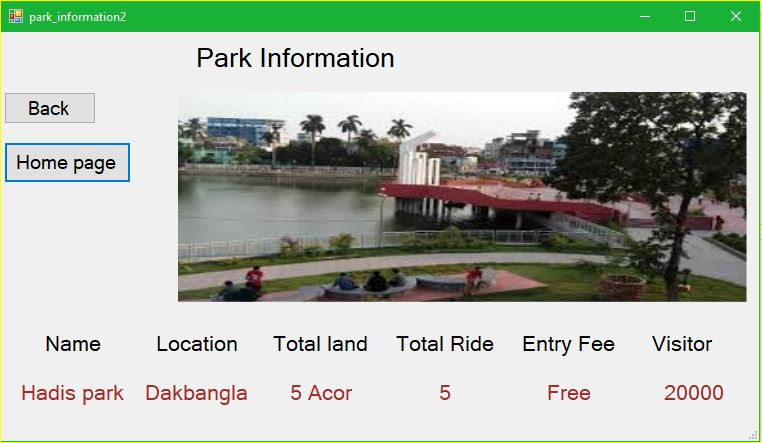 park_information2
Park Information
Back
Home page
Name Location Total land Total Ride Entry Fee Visitor
Hadis park Dakbangla 5 Acor 5 Free 20000